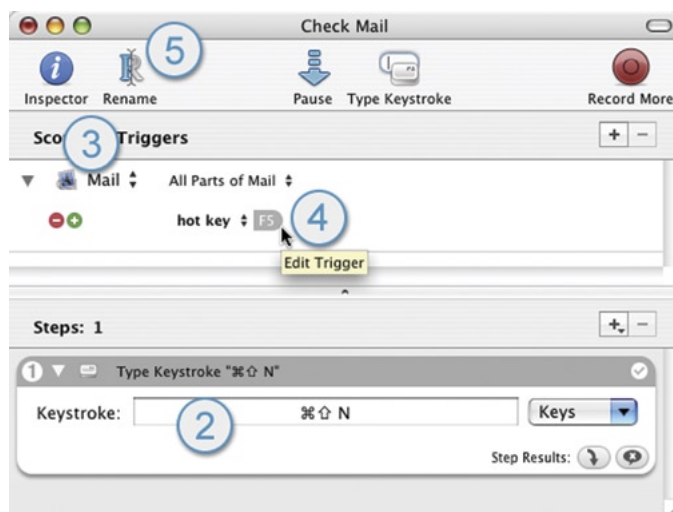 Check Mail
5
Inspector Rename Pause Type Keystroke Record More
3 Triggers
+ −
Mail All Parts of Mail
hot key F5 4
Edit Trigger
Steps: 1
+ −
1 Type Keystroke "⌘⇧ N"
Keystroke: 2 ⌘⇧ N Keys
Step Results: